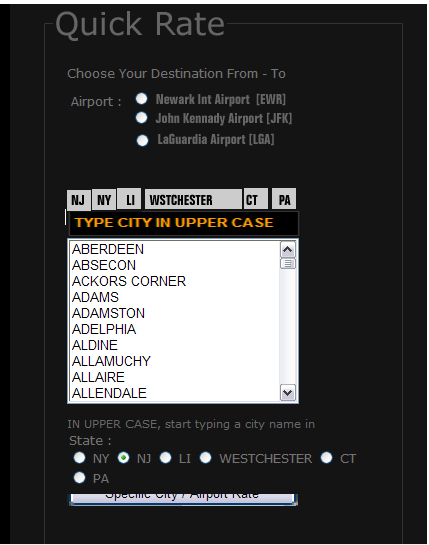 Quick Rate
Choose Your Destination From - To
Airport :
Newark Int Airport [EWR]
John Kennady Airport [JFK]
LaGuardia Airport [LGA]
NJ NY LI WSTCHESTER CT PA
TYPE CITY IN UPPER CASE
ABERDEEN
ABSECON
ACKORS CORNER
ADAMS
ADAMSTON
ADELPHIA
ALDINE
ALLAMUCHY
ALLAIRE
ALLENDALE
IN UPPER CASE, start typing a city name in
State :
NY NJ LI WESTCHESTER CT
PA
Specific City / Airport Rate